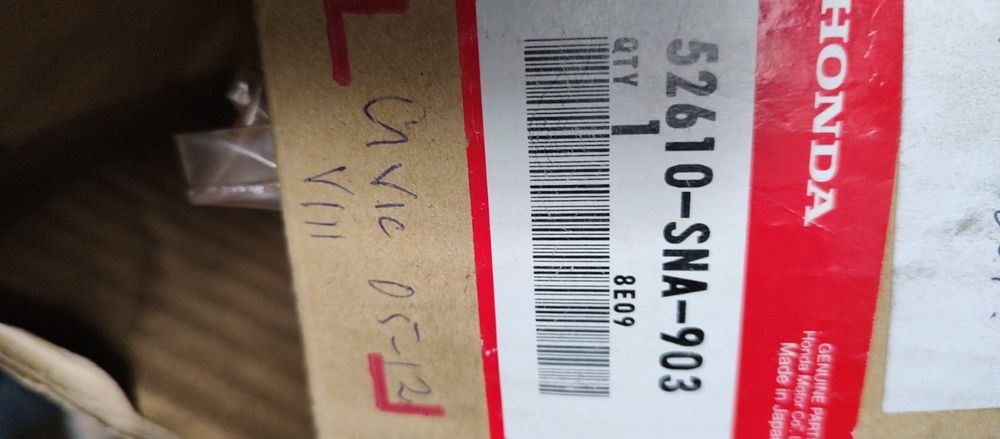 HONDA
GENUINE PARTS
Honda Motor Co.,
Made in Japan
52610-SNA-903
QTY 1
8E09
Civic 05-12
VIII